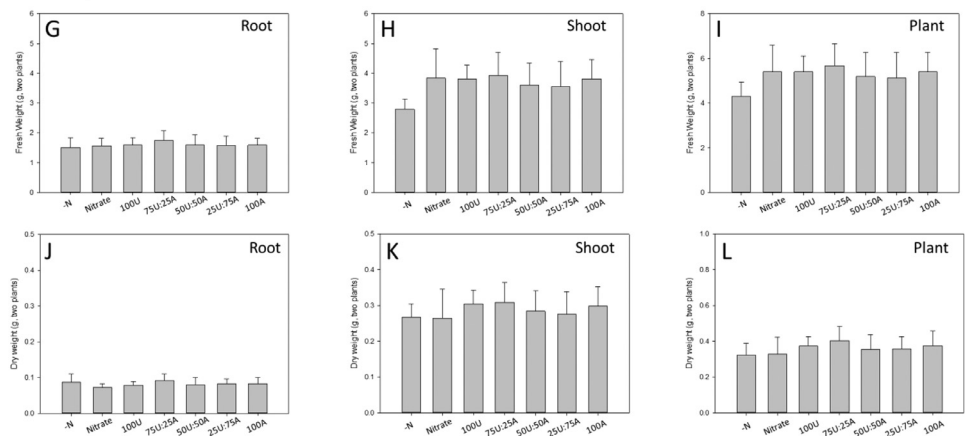 G Root
Fresh Weight (g, two plants)
6
5
4
3
2
1
0
-N Nitrate 100U 75U:25A 50U:50A 25U:75A 100A
H Shoot
Fresh Weight (g, two plants)
6
5
4
3
2
1
0
-N Nitrate 100U 75U:25A 50U:50A 25U:75A 100A
I Plant
Fresh Weight (g, two plants)
8
6
4
2
0
-N Nitrate 100U 75U:25A 50U:50A 25U:75A 100A
J Root
Dry weight (g, two plants)
0.5
0.4
0.3
0.2
0.1
0.0
-N Nitrate 100U 75U:25A 50U:50A 25U:75A 100A
K Shoot
Dry weight (g, two plants)
0.5
0.4
0.3
0.2
0.1
0.0
-N Nitrate 100U 75U:25A 50U:50A 25U:75A 100A
L Plant
Dry weight (g, two plants)
1.0
0.8
0.6
0.4
0.2
0.0
-N Nitrate 100U 75U:25A 50U:50A 25U:75A 100A